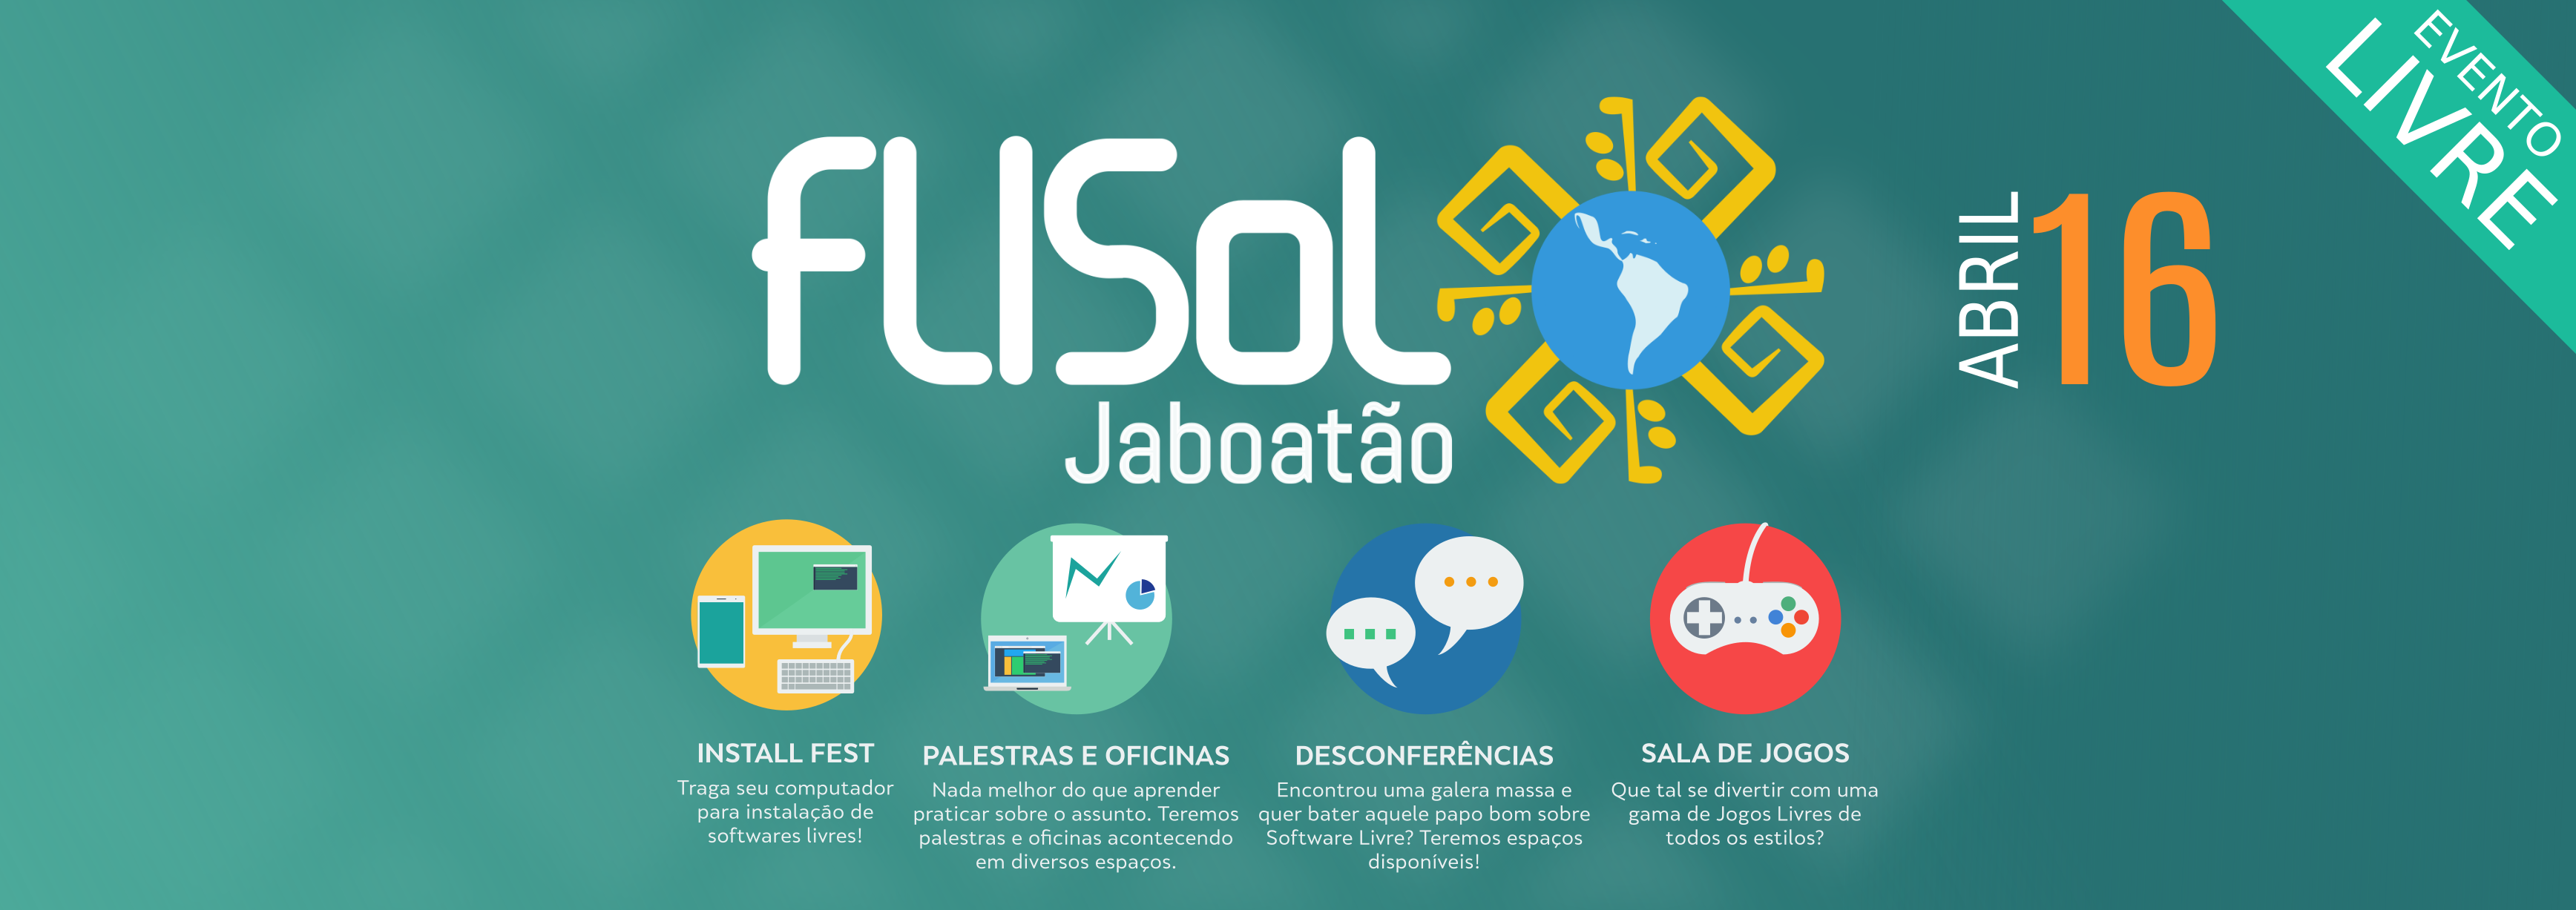 EVENTO
LIVRE
fLISol
Jaboatão
ABRIL
16
INSTALL FEST
Traga seu computador
para instalação de
softwares livres!
PALESTRAS E OFICINAS
Nada melhor do que aprender
praticar sobre o assunto. Teremos
palestras e oficinas acontecendo
em diversos espaços.
DESCONFERÊNCIAS
Encontrou uma galera massa e
quer bater aquele papo bom sobre
Software Livre? Teremos espaços
disponíveis!
SALA DE JOGOS
Que tal se divertir com uma
gama de Jogos Livres de
todos os estilos?